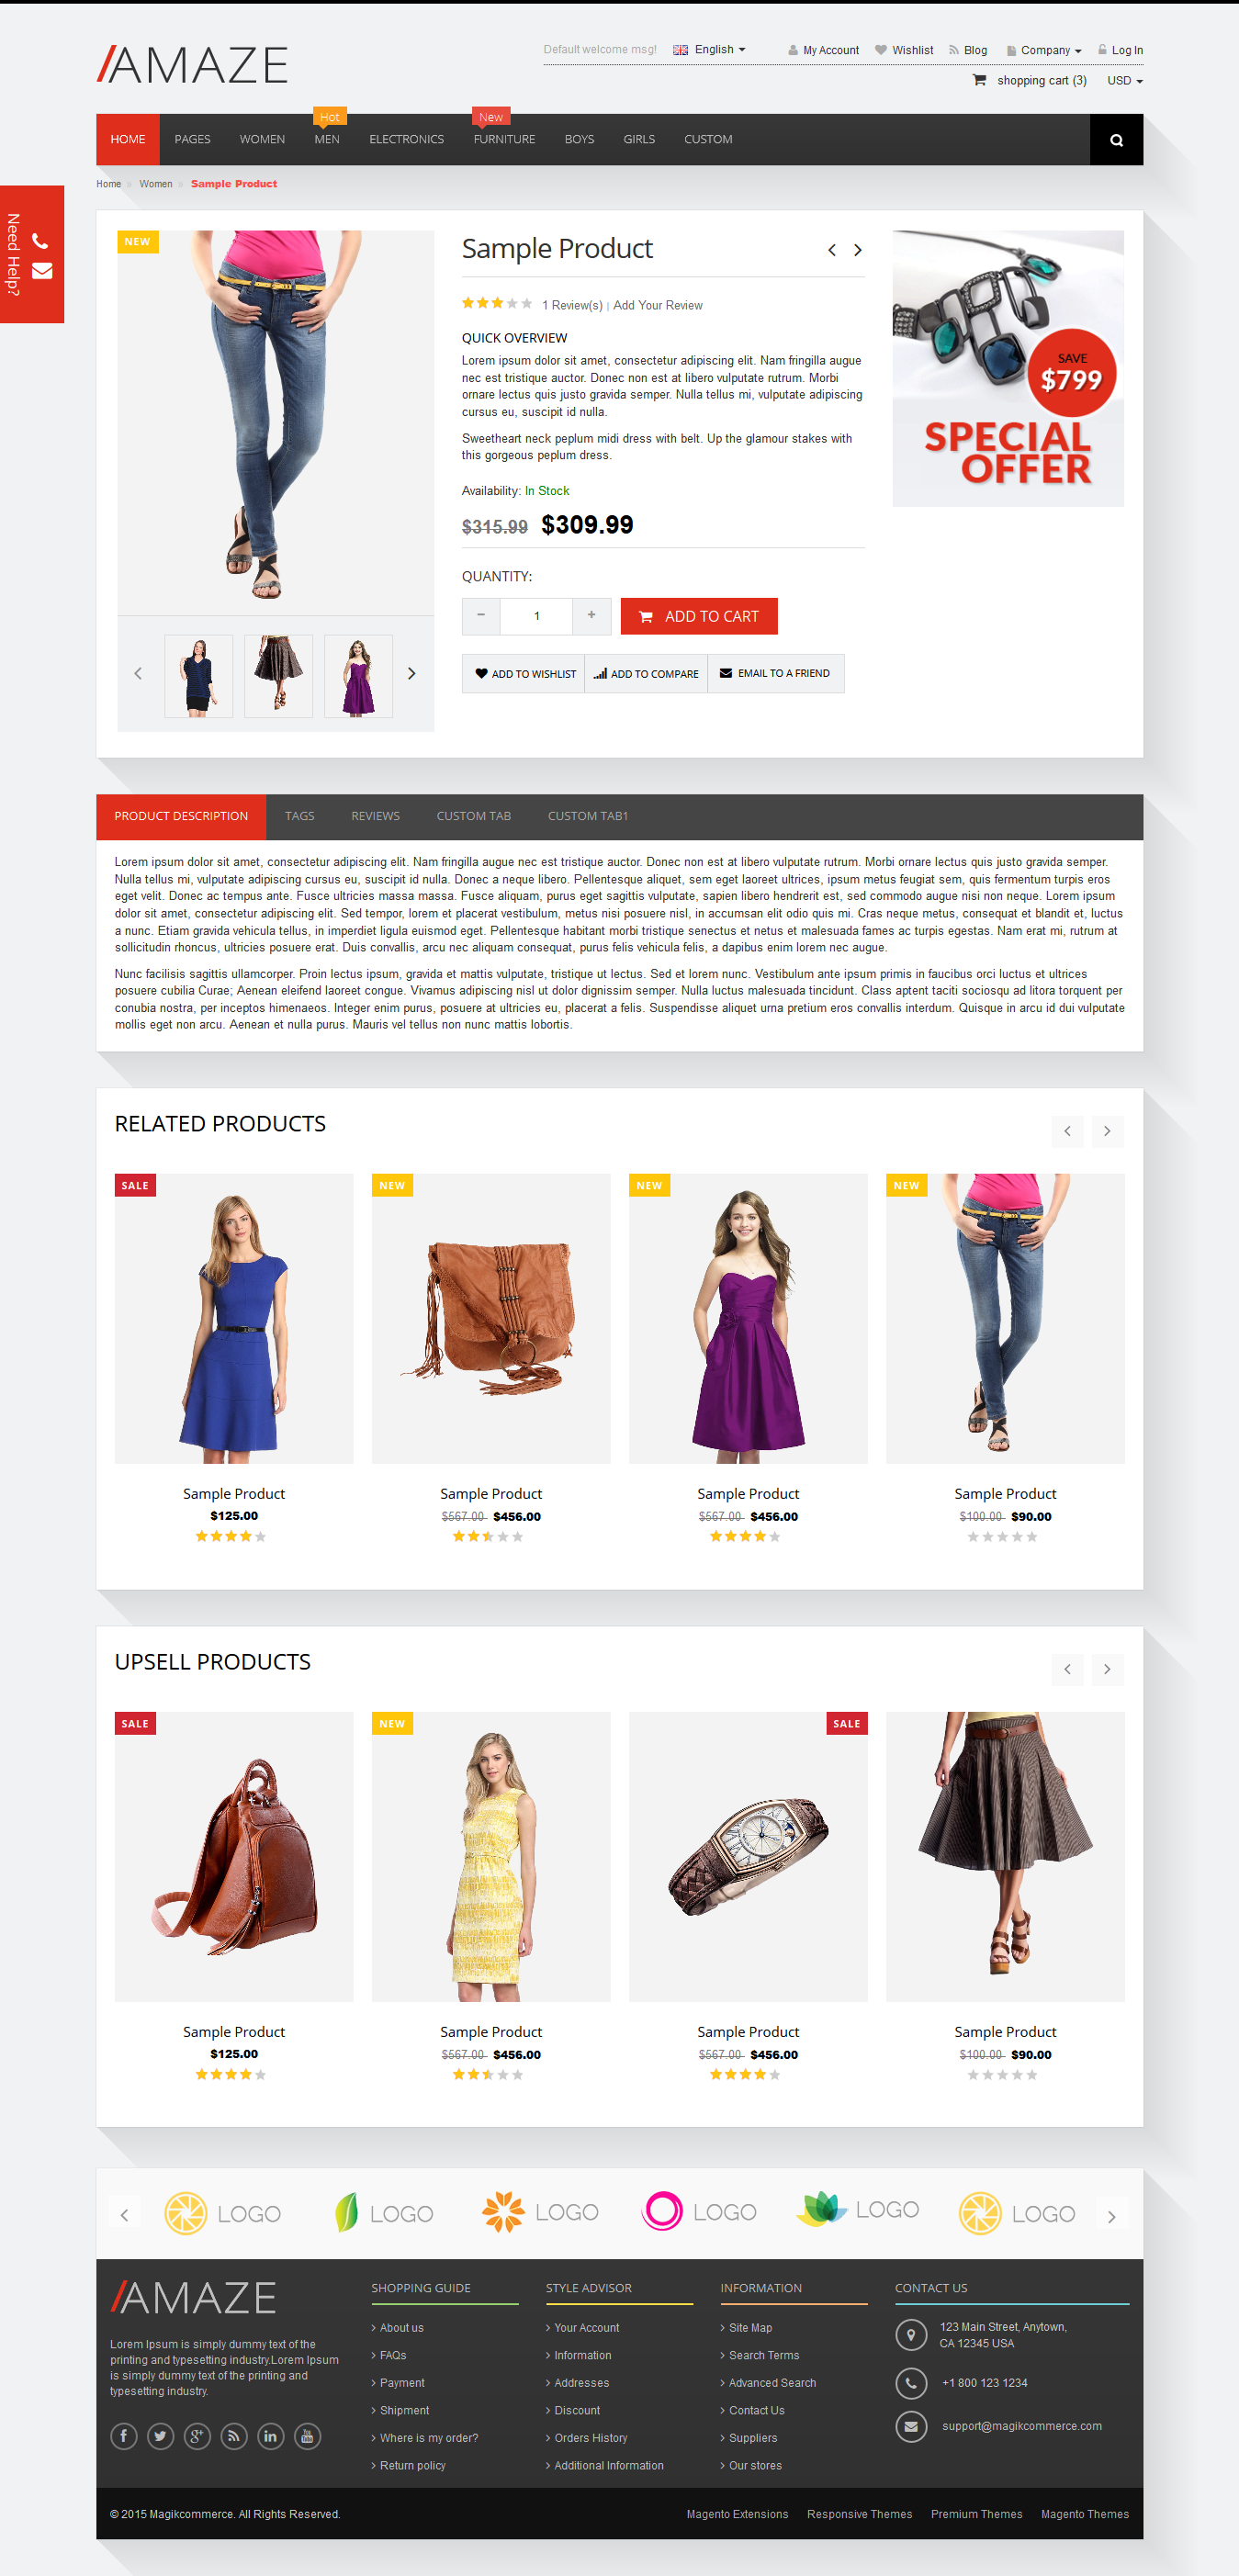 AMAZE
Default welcome msg! English My Account Wishlist Blog Company Log In
shopping cart (3) USD
Hot New
HOME PAGES WOMEN MEN ELECTRONICS FURNITURE BOYS GIRLS CUSTOM
Home » Women » Sample Product
Need Help?
NEW
Sample Product
1 Review(s) | Add Your Review
QUICK OVERVIEW
Lorem ipsum dolor sit amet, consectetur adipiscing elit. Nam fringilla augue
nec est tristique auctor. Donec non est at libero vulputate rutrum. Morbi
ornare lectus quis justo gravida semper. Nulla tellus mi, vulputate adipiscing
cursus eu, suscipit id nulla.
Sweetheart neck peplum midi dress with belt. Up the glamour stakes with
this gorgeous peplum dress.
Availability: In Stock
$315.99 $309.99
QUANTITY:
− 1 + ADD TO CART
ADD TO WISHLIST ADD TO COMPARE EMAIL TO A FRIEND
SAVE
$799
SPECIAL
OFFER
PRODUCT DESCRIPTION TAGS REVIEWS CUSTOM TAB CUSTOM TAB1
Lorem ipsum dolor sit amet, consectetur adipiscing elit. Nam fringilla augue nec est tristique auctor. Donec non est at libero vulputate rutrum. Morbi ornare lectus quis justo gravida semper.
Nulla tellus mi, vulputate adipiscing cursus eu, suscipit id nulla. Donec a neque libero. Pellentesque aliquet, sem eget laoreet ultrices, ipsum metus feugiat sem, quis fermentum turpis eros
eget velit. Donec ac tempus ante. Fusce ultricies massa massa. Fusce aliquam, purus eget sagittis vulputate, sapien libero hendrerit est, sed commodo augue nisi non neque. Lorem ipsum
dolor sit amet, consectetur adipiscing elit. Sed tempor, lorem et placerat vestibulum, metus nisi posuere nisl, in accumsan elit odio quis mi. Cras neque metus, consequat et blandit et, luctus
a nunc. Etiam gravida vehicula tellus, in imperdiet ligula euismod eget. Pellentesque habitant morbi tristique senectus et netus et malesuada fames ac turpis egestas. Nam erat mi, rutrum at
sollicitudin rhoncus, ultricies posuere erat. Duis convallis, arcu nec aliquam consequat, purus felis vehicula felis, a dapibus enim lorem nec augue.
Nunc facilisis sagittis ullamcorper. Proin lectus ipsum, gravida et mattis vulputate, tristique ut lectus. Sed et lorem nunc. Vestibulum ante ipsum primis in faucibus orci luctus et ultrices
posuere cubilia Curae; Aenean eleifend laoreet congue. Vivamus adipiscing nisl ut dolor dignissim semper. Nulla luctus malesuada tincidunt. Class aptent taciti sociosqu ad litora torquent per
conubia nostra, per inceptos himenaeos. Integer enim purus, posuere at ultricies eu, placerat a felis. Suspendisse aliquet urna pretium eros convallis interdum. Quisque in arcu id dui vulputate
mollis eget non arcu. Aenean et nulla purus. Mauris vel tellus non nunc mattis lobortis.
RELATED PRODUCTS
SALE NEW NEW NEW
Sample Product Sample Product Sample Product Sample Product
$125.00 $567.00 $456.00 $567.00 $456.00 $100.00 $90.00
UPSELL PRODUCTS
SALE NEW SALE
Sample Product Sample Product Sample Product Sample Product
$125.00 $567.00 $456.00 $567.00 $456.00 $100.00 $90.00
LOGO LOGO LOGO LOGO LOGO LOGO
AMAZE
Lorem Ipsum is simply dummy text of the
printing and typesetting industry.Lorem Ipsum
is simply dummy text of the printing and
typesetting industry.
SHOPPING GUIDE
About us
FAQs
Payment
Shipment
Where is my order?
Return policy
STYLE ADVISOR
Your Account
Information
Addresses
Discount
Orders History
Additional Information
INFORMATION
Site Map
Search Terms
Advanced Search
Contact Us
Suppliers
Our stores
CONTACT US
123 Main Street, Anytown,
CA 12345 USA
+1 800 123 1234
support@magikcommerce.com
© 2015 Magikcommerce. All Rights Reserved.
Magento Extensions Responsive Themes Premium Themes Magento Themes